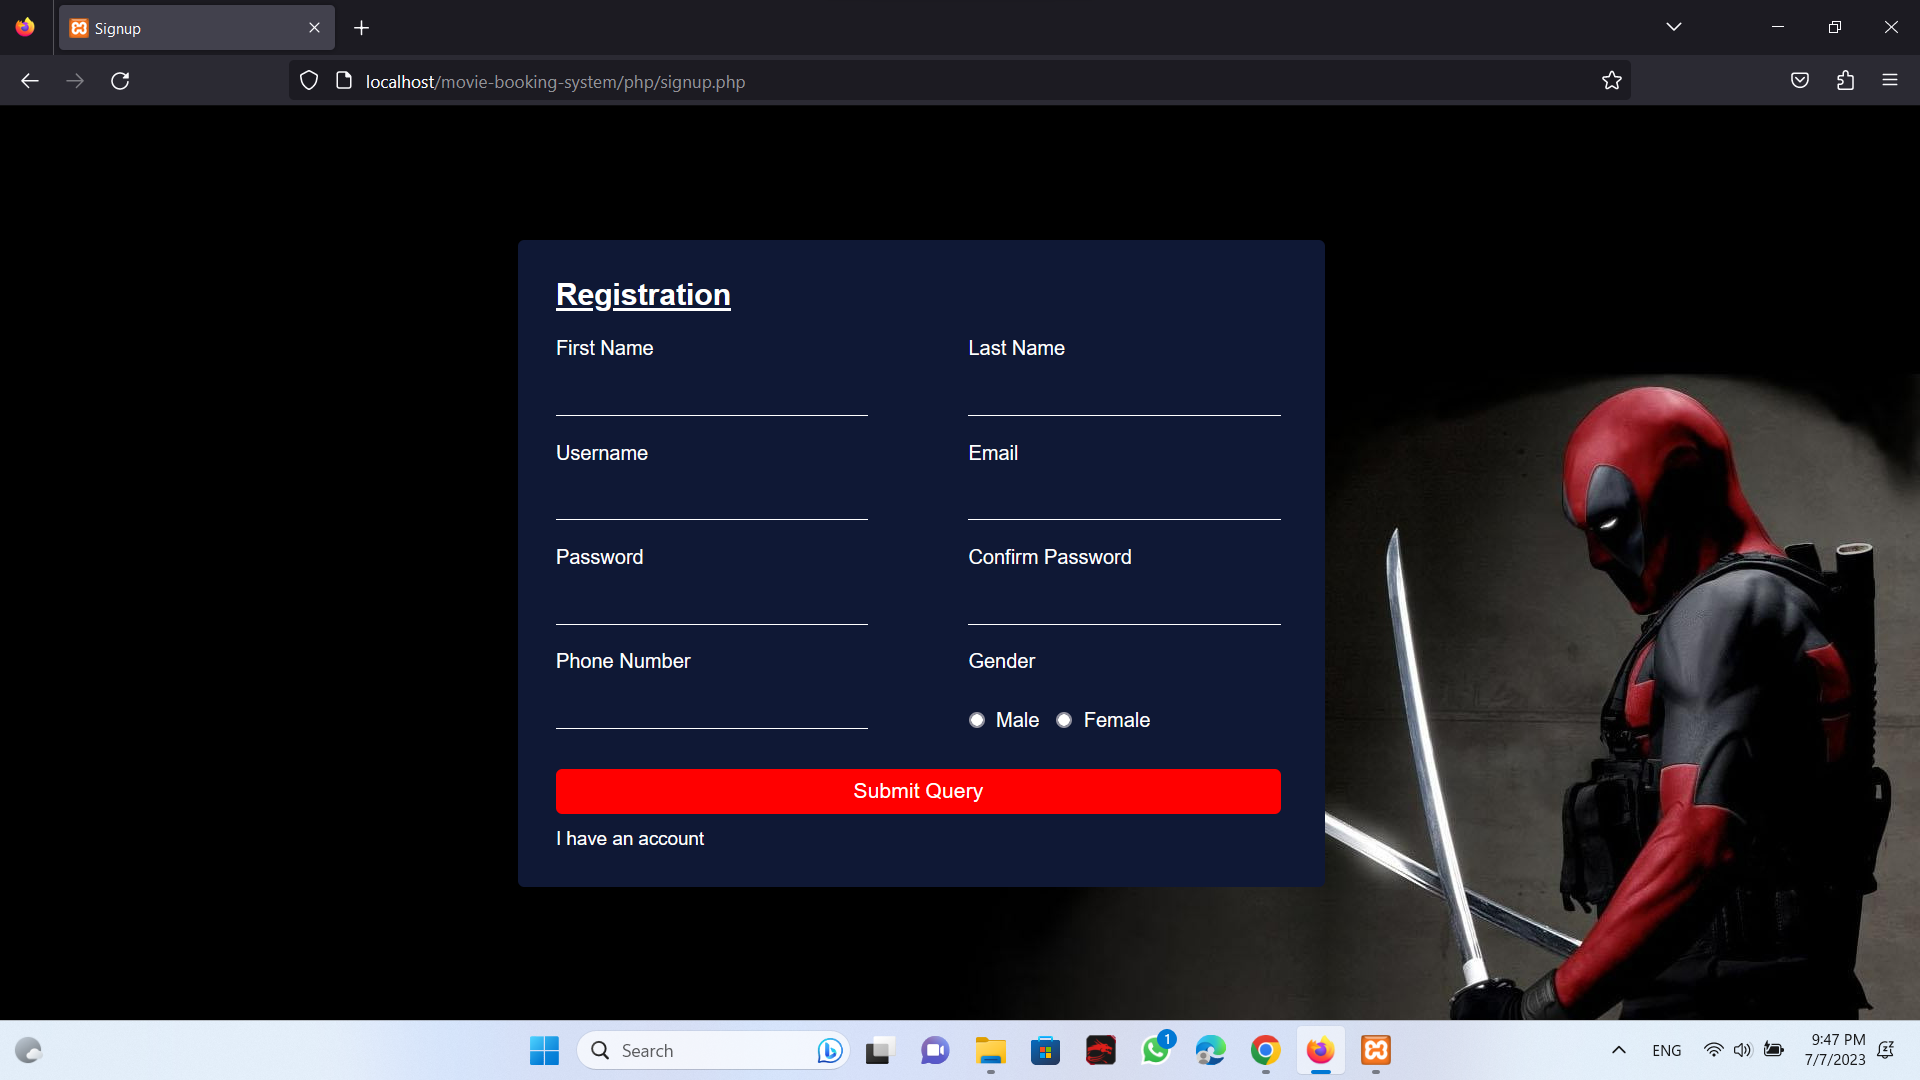 Signup
localhost/movie-booking-system/php/signup.php
Registration
First Name
Last Name
Username
Email
Password
Confirm Password
Phone Number
Gender
Male
Female
Submit Query
I have an account
Search
1
ENG
9:47 PM
7/7/2023